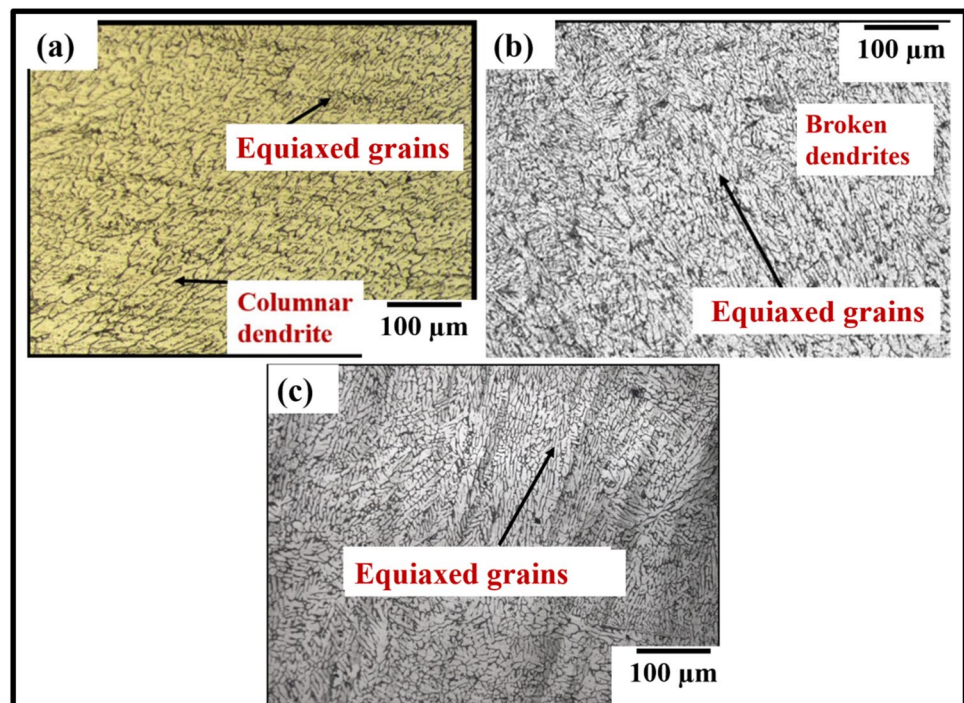 (a)
Equiaxed grains
Columnar
dendrite
100 μm
(b)
100 μm
Broken
dendrites
Equiaxed grains
(c)
Equiaxed grains
100 μm